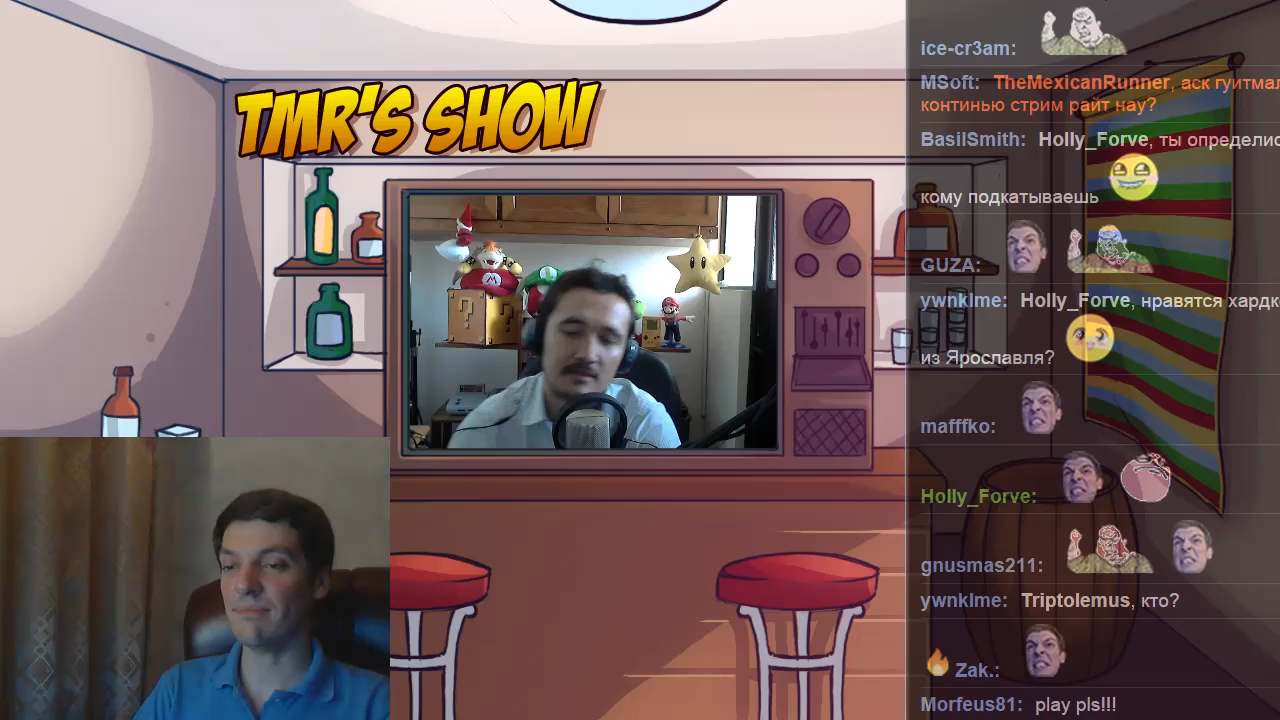 TMR'S SHOW
ice-cr3am:
MSoft: TheMexicanRunner, аск гуитмал
континью стрим райт нау?
BasilSmith: Holly_Forve, ты определис
кому подкатываешь
GUZA:
ywnklme: Holly_Forve, нравятся хардко
из Ярославля?
mafffko:
Holly_Forve:
gnusmas211:
ywnklme: Triptolemus, кто?
Zak.:
Morfeus81: play pls!!!